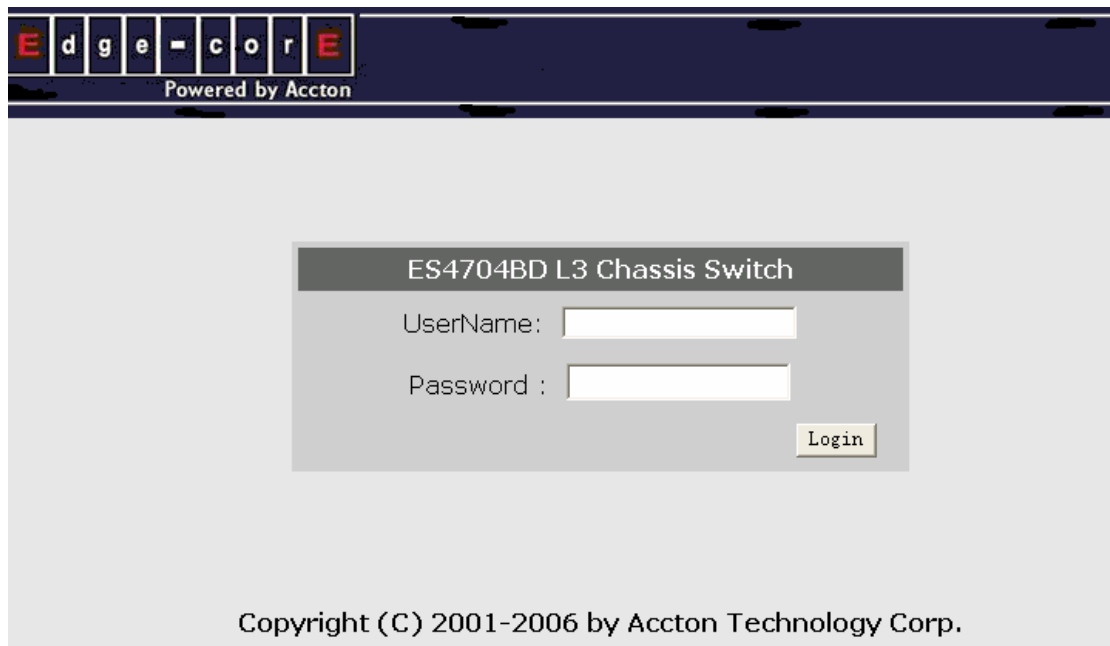 Edge-corE
Powered by Accton
ES4704BD L3 Chassis Switch
UserName:
Password :
Login
Copyright (C) 2001-2006 by Accton Technology Corp.